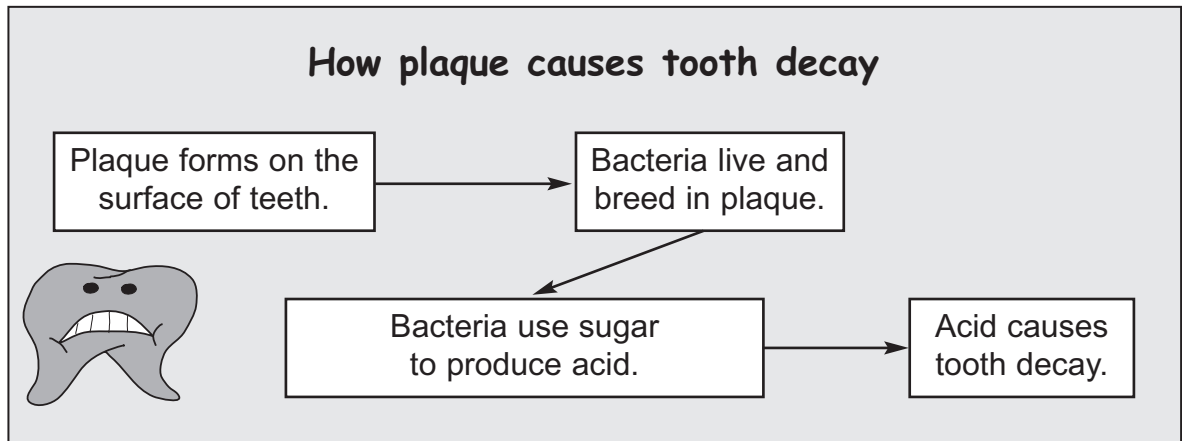 How plaque causes tooth decay
Plaque forms on the
surface of teeth.
Bacteria live and
breed in plaque.
Bacteria use sugar
to produce acid.
Acid causes
tooth decay.